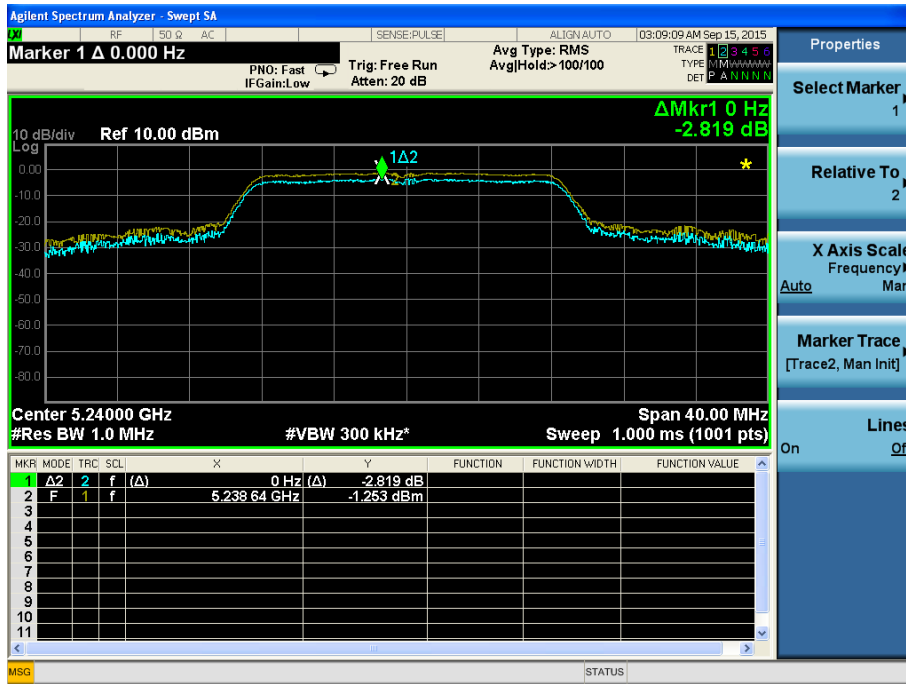 Agilent Spectrum Analyzer - Swept SA
LXI RF 50 Ω AC SENSE:PULSE ALIGN AUTO 03:09:09 AM Sep 15, 2015
Marker 1 Δ 0.000 Hz
PNO: Fast
IFGain:Low
Trig: Free Run
Atten: 20 dB
Avg Type: RMS
Avg|Hold:>100/100
TRACE 1 2 3 4 5 6
TYPE M M W W W W
DET P A N N N N
ΔMkr1 0 Hz
-2.819 dB
10 dB/div Ref 10.00 dBm
Log
1Δ2
*
0.00
-10.0
-20.0
-30.0
-40.0
-50.0
-60.0
-70.0
-80.0
Center 5.24000 GHz Span 40.00 MHz
#Res BW 1.0 MHz #VBW 300 kHz* Sweep 1.000 ms (1001 pts)
MKR MODE TRC SCL X Y FUNCTION FUNCTION WIDTH FUNCTION VALUE
1 Δ2 2 f (Δ) 0 Hz (Δ) -2.819 dB
2 F 1 f 5.238 64 GHz -1.253 dBm
3
4
5
6
7
8
9
10
11
MSG STATUS
Properties
Select Marker
1
Relative To
2
X Axis Scale
Frequency
Auto Man
Marker Trace
[Trace2, Man Init]
Lines
On Off